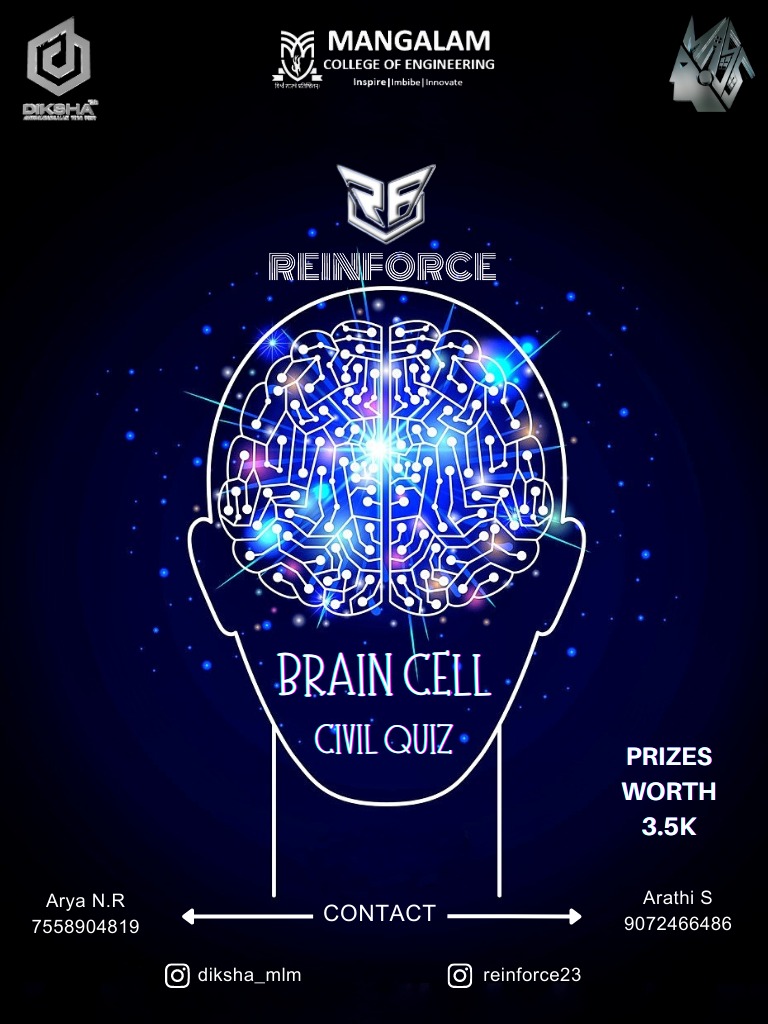 DIKSHA
MANGALAM
COLLEGE OF ENGINEERING
Inspire|Imbibe|Innovate
REINFORCE
BRAIN CELL
CIVIL QUIZ
PRIZES
WORTH
3.5K
Arya N.R
7558904819
CONTACT
Arathi S
9072466486
diksha_mlm
reinforce23